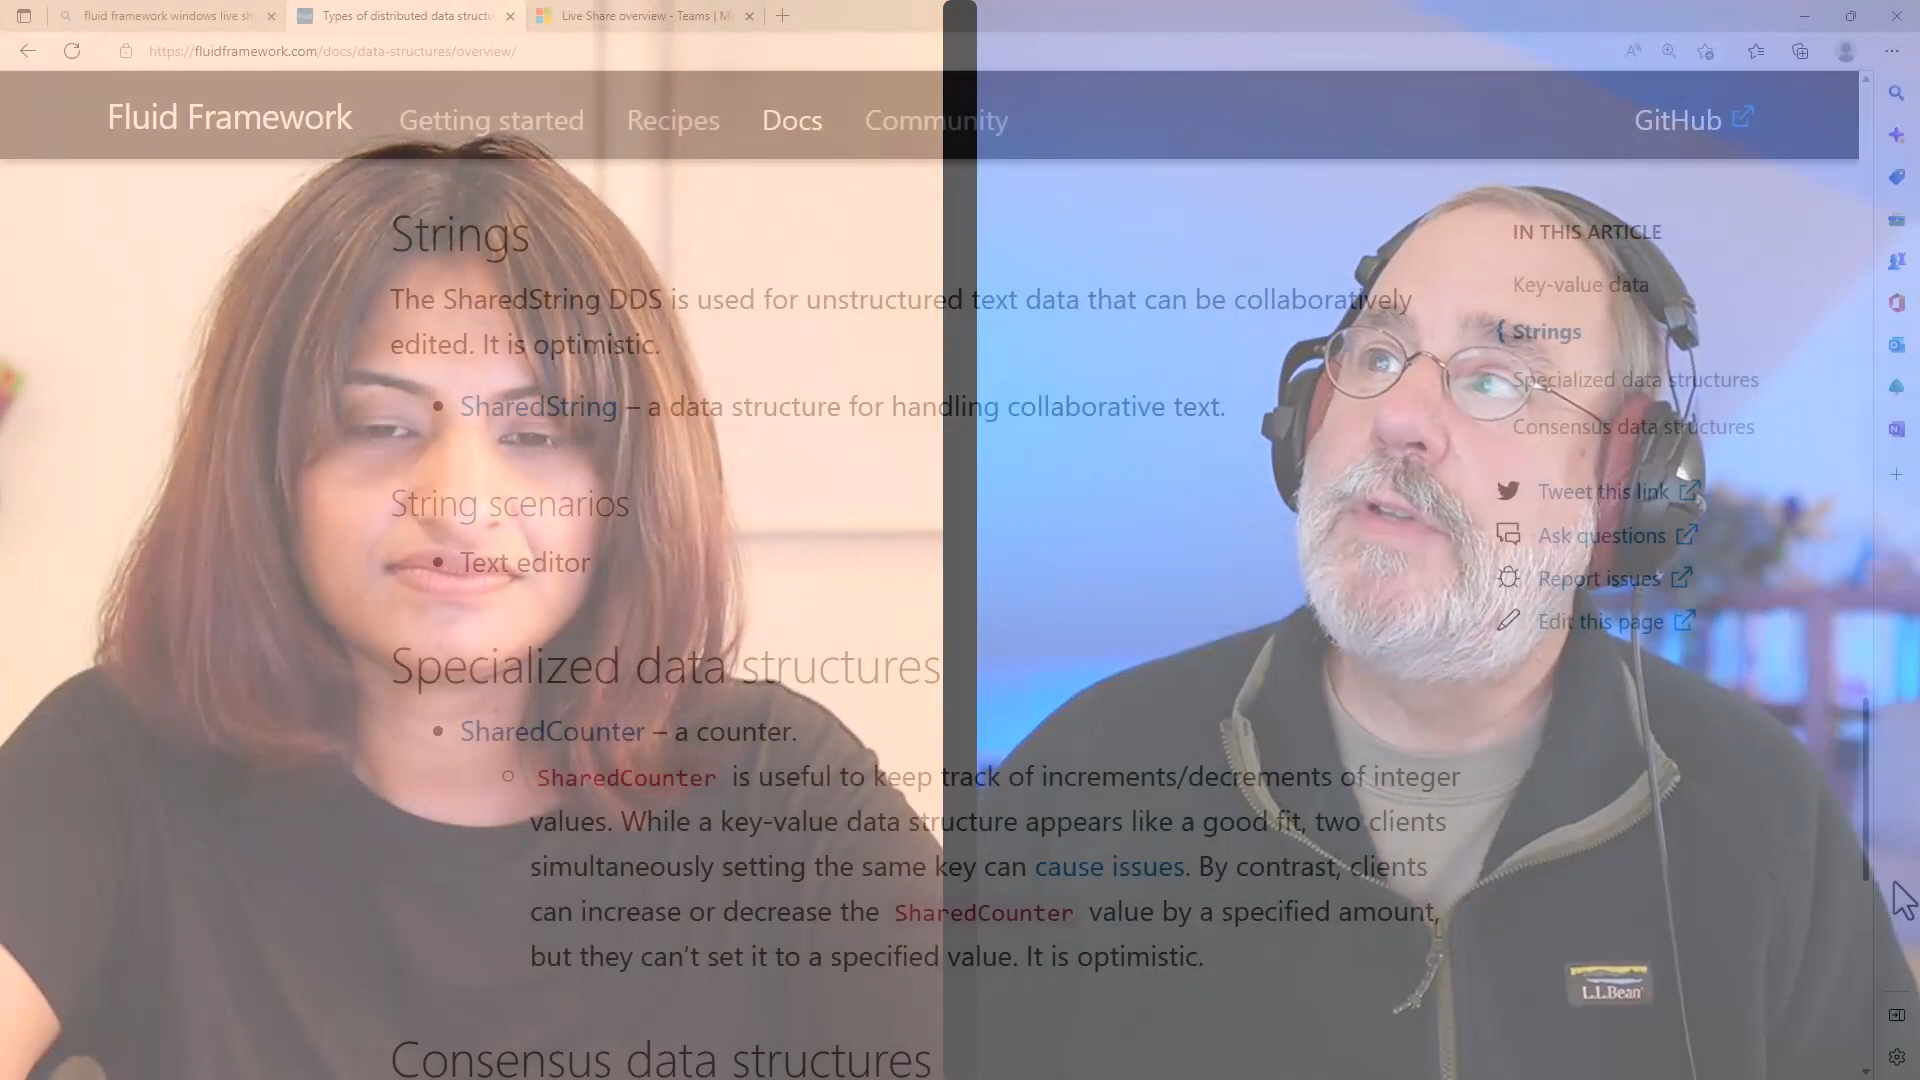 fluid framework windows live sh
Types of distributed data structu
Live Share overview - Teams | Mi
https://fluidframework.com/docs/data-structures/overview/
Fluid Framework
Getting started
Recipes
Docs
Community
GitHub
Strings
The SharedString DDS is used for unstructured text data that can be collaboratively
edited. It is optimistic.
• SharedString – a data structure for handling collaborative text.
String scenarios
• Text editor
Specialized data structures
• SharedCounter – a counter.
SharedCounter is useful to keep track of increments/decrements of integer
values. While a key-value data structure appears like a good fit, two clients
simultaneously setting the same key can cause issues. By contrast, clients
can increase or decrease the SharedCounter value by a specified amount,
but they can't set it to a specified value. It is optimistic.
Consensus data structures
IN THIS ARTICLE
Key-value data
{ Strings
Specialized data structures
Consensus data structures
Tweet this link
Ask questions
Report issues
Edit this page
L.L.Bean